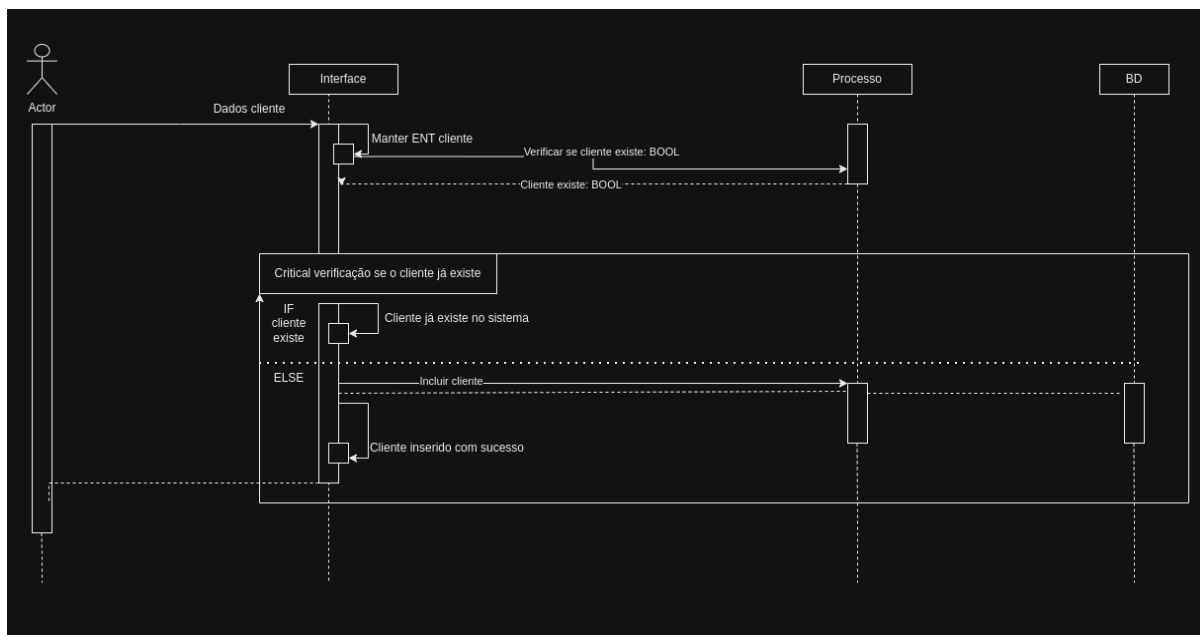 Actor
Interface
Processo
BD
Dados cliente
Manter ENT cliente
Verificar se cliente existe: BOOL
Cliente existe: BOOL
Critical verificação se o cliente já existe
IF
cliente
existe
Cliente já existe no sistema
ELSE
Incluir cliente
Cliente inserido com sucesso